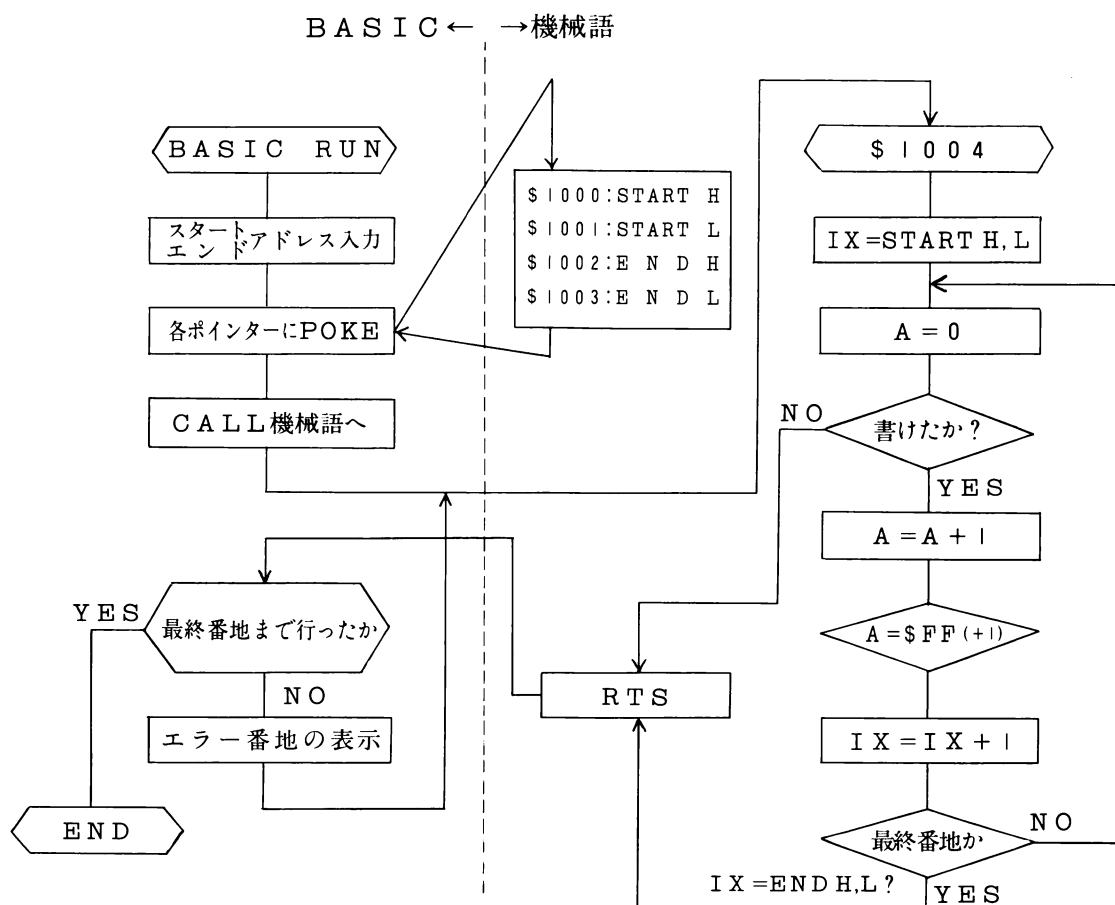 BASIC← →機械語
BASIC RUN
スタート
エンド アドレス入力
各ポインターにPOKE
CALL機械語へ
$1000:START H
$1001:START L
$1002:END H
$1003:END L
YES
最終番地まで行ったか
NO
エラー番地の表示
END
RTS
$1004
IX=START H,L
A=0
NO
書けたか?
YES
A=A+1
A=$FF(+1)
IX=IX+1
最終番地か
NO
IX=END H,L?
YES